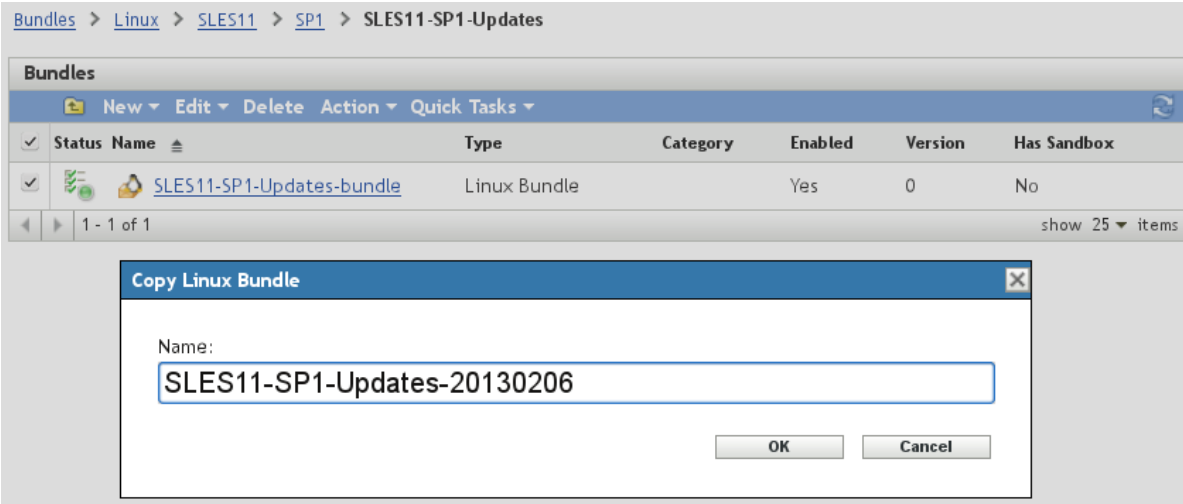 Bundles > Linux > SLES11 > SP1 > SLES11-SP1-Updates
Bundles
New Edit Delete Action Quick Tasks
Status Name Type Category Enabled Version Has Sandbox
SLES11-SP1-Updates-bundle Linux Bundle Yes 0 No
1 - 1 of 1 show 25 items
Copy Linux Bundle
Name:
SLES11-SP1-Updates-20130206
OK Cancel